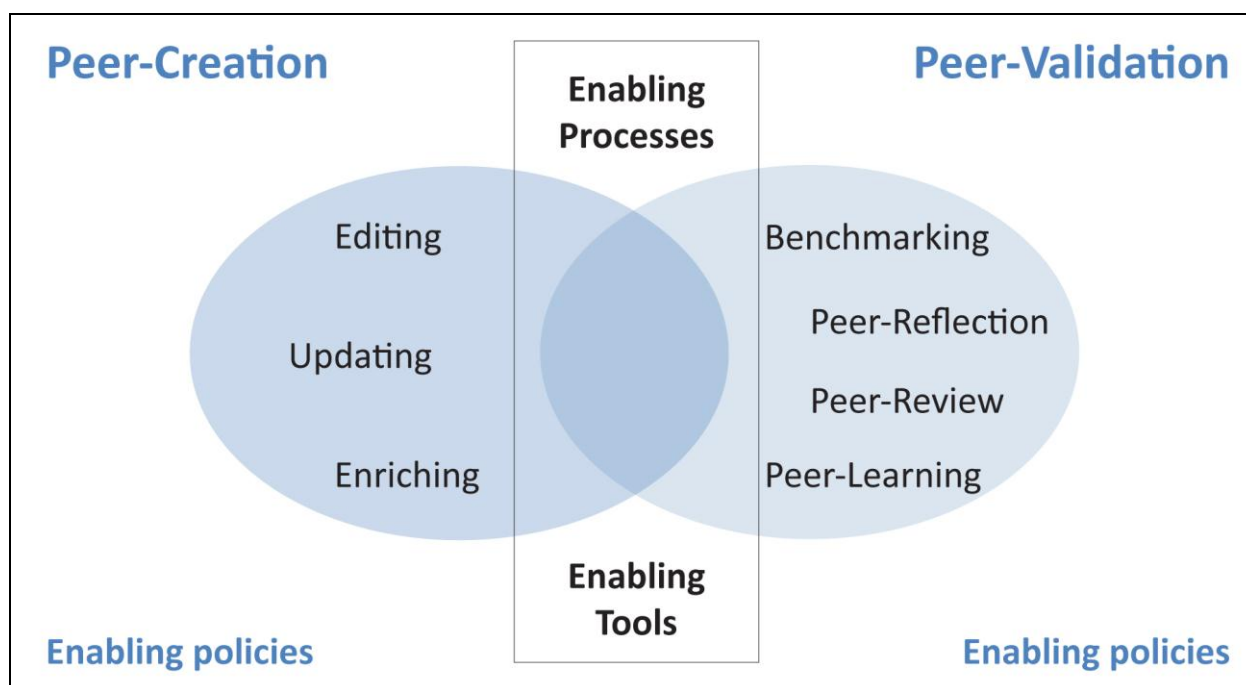 Peer-Creation
Enabling
Processes
Peer-Validation
Editing
Updating
Enriching
Benchmarking
Peer-Reflection
Peer-Review
Peer-Learning
Enabling
Tools
Enabling policies
Enabling policies